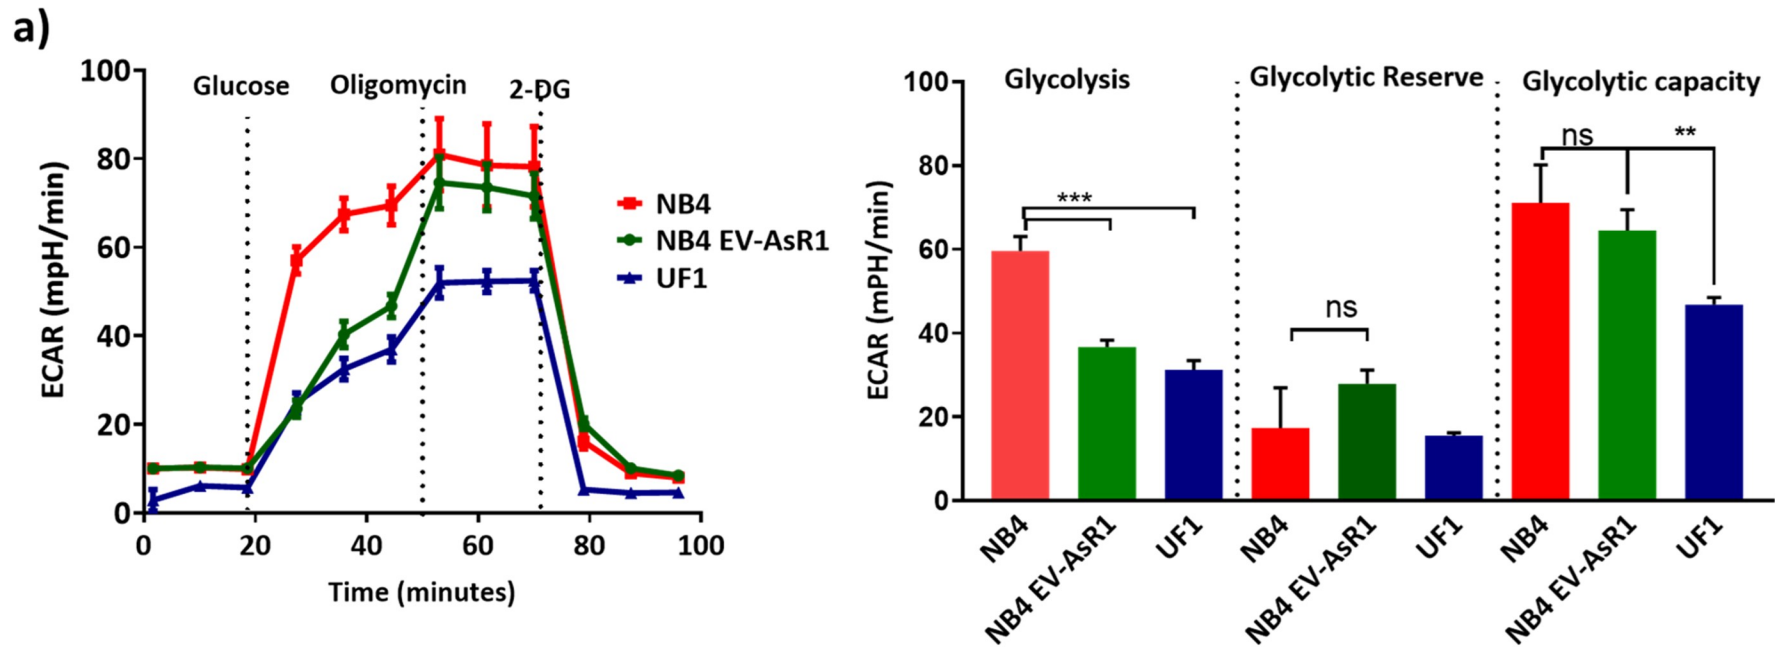 a)
Glucose
Oligomycin
2-DG
ECAR (mpH/min)
100
80
60
40
20
0
0 20 40 60 80 100
Time (minutes)
NB4
NB4 EV-AsR1
UF1
Glycolysis
Glycolytic Reserve
Glycolytic capacity
ECAR (mPH/min)
100
80
60
40
20
0
***
ns
ns
**
NB4
NB4 EV-AsR1
UF1
NB4
NB4 EV-AsR1
UF1
NB4
NB4 EV-AsR1
UF1